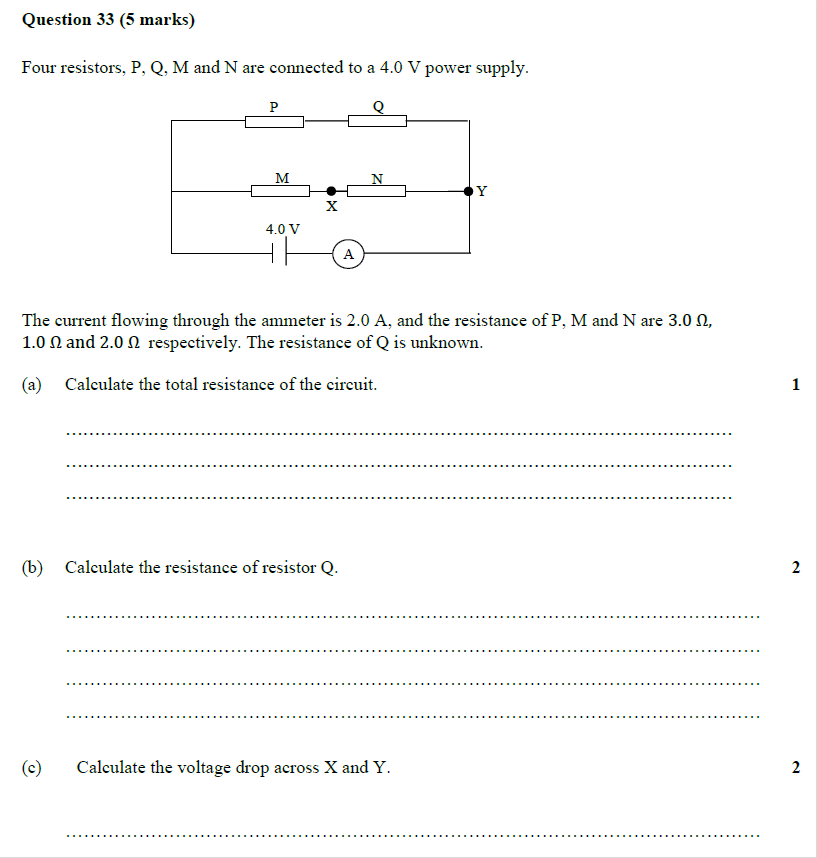 Question 33 (5 marks)
Four resistors, P, Q, M and N are connected to a 4.0 V power supply.
P
Q
M
N
Y
X
4.0 V
A
The current flowing through the ammeter is 2.0 A, and the resistance of P, M and N are 3.0 Ω,
1.0 Ω and 2.0 Ω respectively. The resistance of Q is unknown.
(a) Calculate the total resistance of the circuit. 1
(b) Calculate the resistance of resistor Q. 2
(c) Calculate the voltage drop across X and Y. 2